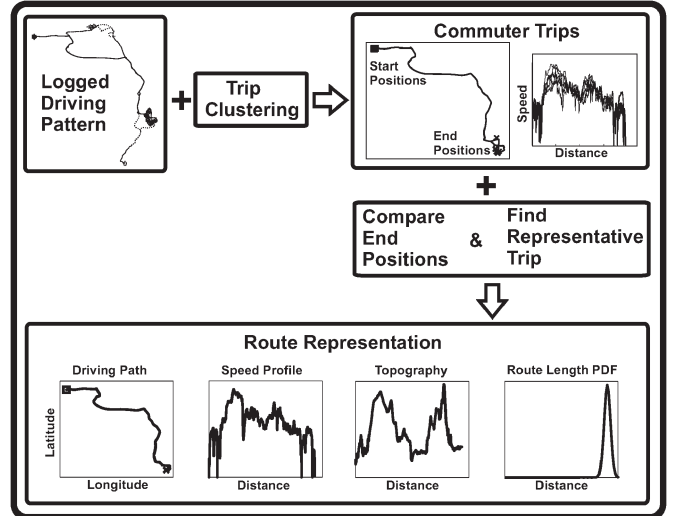 Logged
Driving
Pattern
+
Trip
Clustering
Commuter Trips
Start
Positions
End
Positions
Speed
Distance
+
Compare
End
Positions
&
Find
Representative
Trip
Route Representation
Driving Path
Latitude
Longitude
Speed Profile
Distance
Topography
Distance
Route Length PDF
Distance